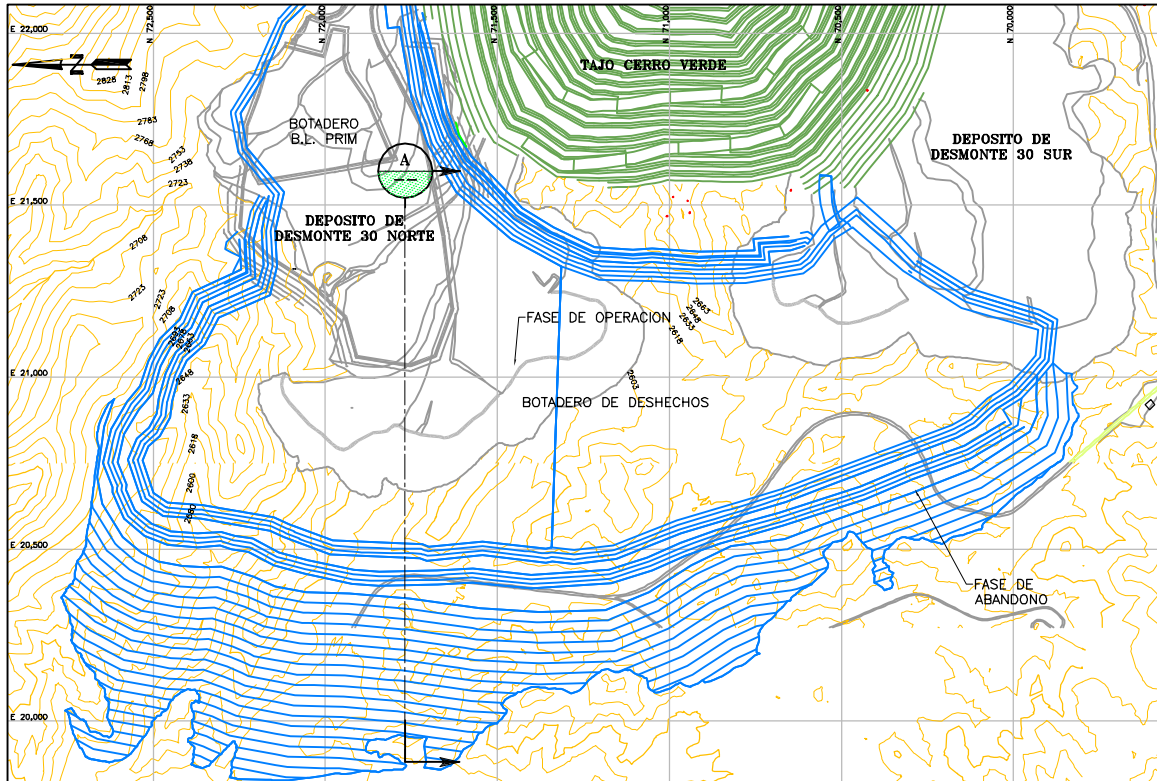 E 22,000
N 72,500
N 72,000
N 71,500
N 71,000
N 70,500
N 70,000
N
2828
2813
2798
TAJO CERRO VERDE
2783
2768
2753
2738
2723
BOTADERO
B.L. PRIM
A
DEPOSITO DE
DESMONTE 30 SUR
E 21,500
DEPOSITO DE
DESMONTE 30 NORTE
2708
2723
2723
2708
2663
2648
2633
2618
FASE DE OPERACION
E 21,000
2648
2633
2618
2600
2603
BOTADERO DE DESHECHOS
E 20,500
FASE DE
ABANDONO
E 20,000